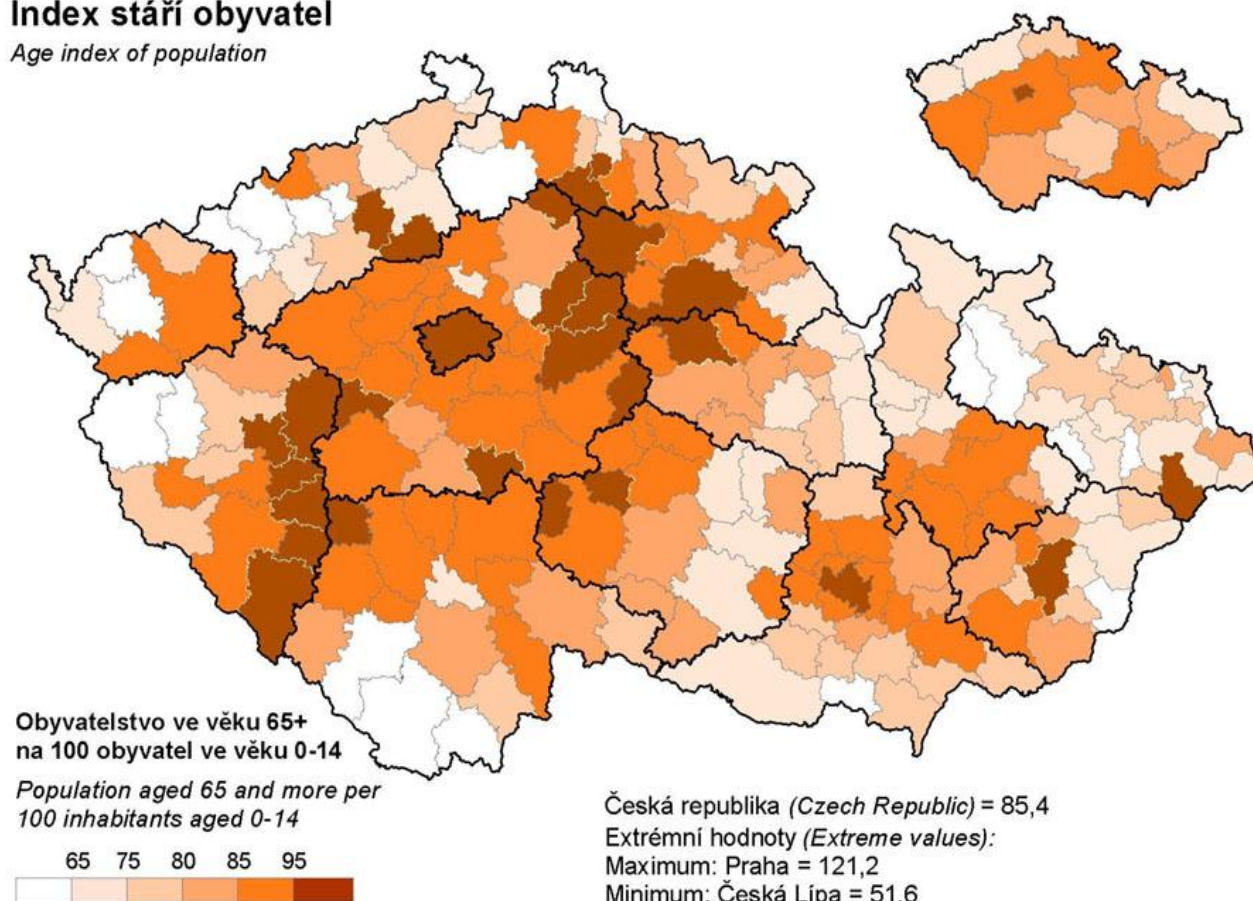 Index stáří obyvatel
Age index of population
Obyvatelstvo ve věku 65+
na 100 obyvatel ve věku 0-14
Population aged 65 and more per
100 inhabitants aged 0-14
65 75 80 85 95
Česká republika (Czech Republic) = 85,4
Extrémní hodnoty (Extreme values):
Maximum: Praha = 121,2
Minimum: Česká Lípa = 51,6